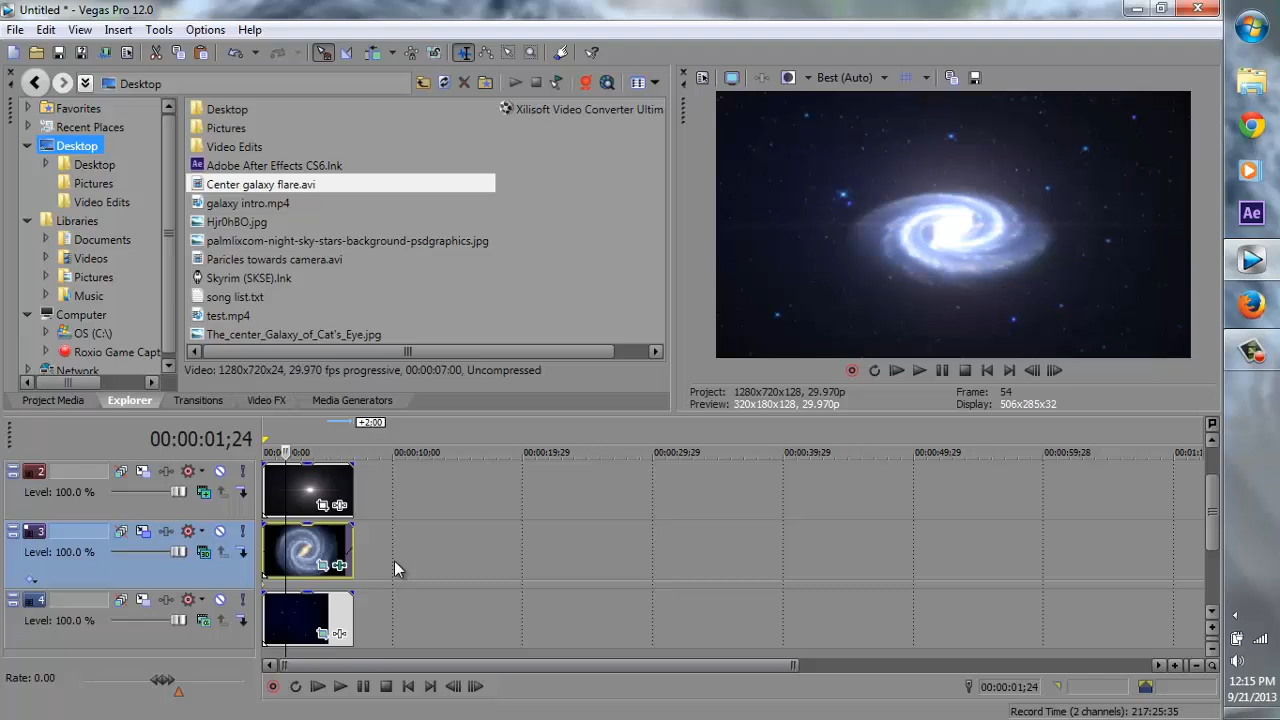 Untitled * - Vegas Pro 12.0
File Edit View Insert Tools Options Help
Desktop
Best (Auto)
Favorites
Recent Places
Desktop
Desktop
Pictures
Video Edits
Libraries
Documents
Videos
Pictures
Music
Computer
OS (C:)
Roxio Game Capt
Network
Desktop
Pictures
Video Edits
Adobe After Effects CS6.lnk
Center galaxy flare.avi
galaxy intro.mp4
Hjr0hBO.jpg
palmlixcom-night-sky-stars-background-psdgraphics.jpg
Paricles towards camera.avi
Skyrim (SKSE).lnk
song list.txt
test.mp4
The_center_Galaxy_of_Cat's_Eye.jpg
Xilisoft Video Converter Ultim
Video: 1280x720x24, 29.970 fps progressive, 00:00:07:00, Uncompressed
Project Media Explorer Transitions Video FX Media Generators
Project: 1280x720x128, 29.970p Frame: 54
Preview: 320x180x128, 29.970p Display: 506x285x32
Ae
+2:00
00:00:01;24
00:00:10;00 00:00:19;29 00:00:29;29 00:00:39;29 00:00:49;29 00:00:59;28 00:01:1
2
Level: 100.0 %
3
Level: 100.0 %
4
Level: 100.0 %
Rate: 0.00
00:00:01;24
Record Time (2 channels): 217:25:35
12:15 PM
9/21/2013